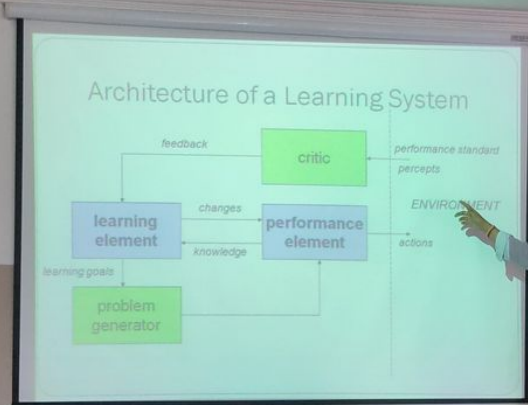 Architecture of a Learning System
feedback
critic
performance standard
percepts
ENVIRONMENT
learning
element
changes
knowledge
performance
element
actions
learning goals
problem
generator